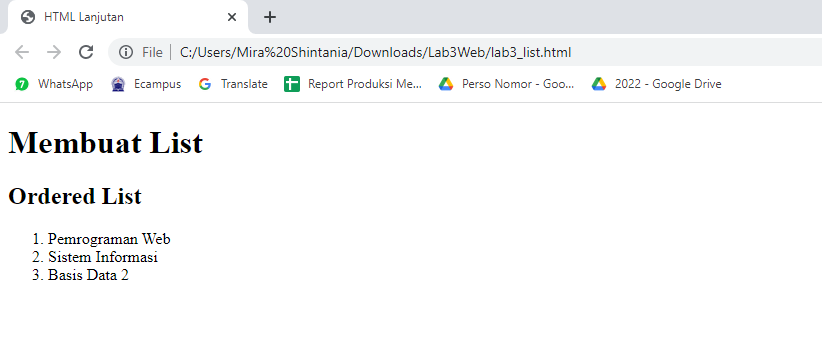 HTML Lanjutan
File | C:/Users/Mira%20Shintania/Downloads/Lab3Web/lab3_list.html
WhatsApp Ecampus Translate Report Produksi Me... Perso Nomor - Goo... 2022 - Google Drive
Membuat List
Ordered List
1. Pemrograman Web
2. Sistem Informasi
3. Basis Data 2